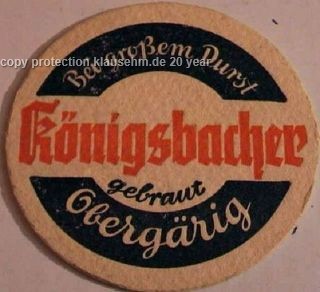 Bei großem Durst
copy protection klausehm.de 20 year
Königsbacher
gebraut
Obergärig